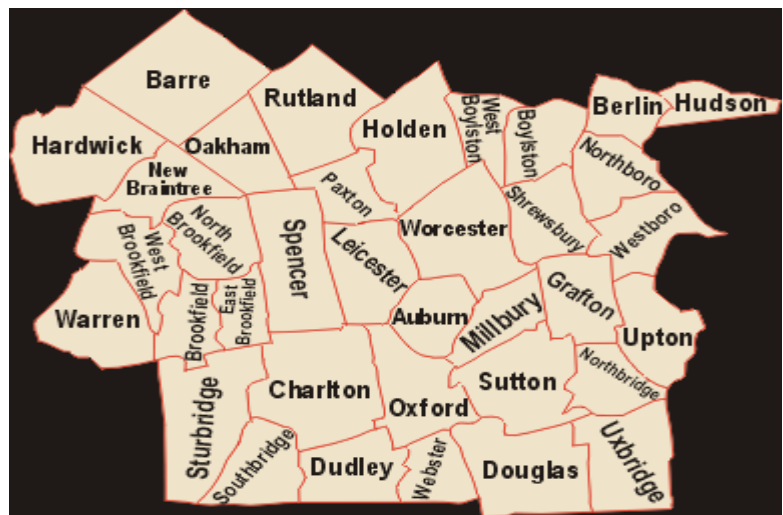 Barre
Rutland
Berlin
Hudson
Holden
West
Boylston
Boylston
Hardwick
Oakham
Northboro
New
Braintree
Paxton
Shrewsbury
North
Brookfield
Worcester
Westboro
West
Brookfield
Spencer
Leicester
Warren
Brookfield
East
Brookfield
Auburn
Millbury
Grafton
Upton
Charlton
Sutton
Northbridge
Sturbridge
Oxford
Southbridge
Dudley
Webster
Douglas
Uxbridge